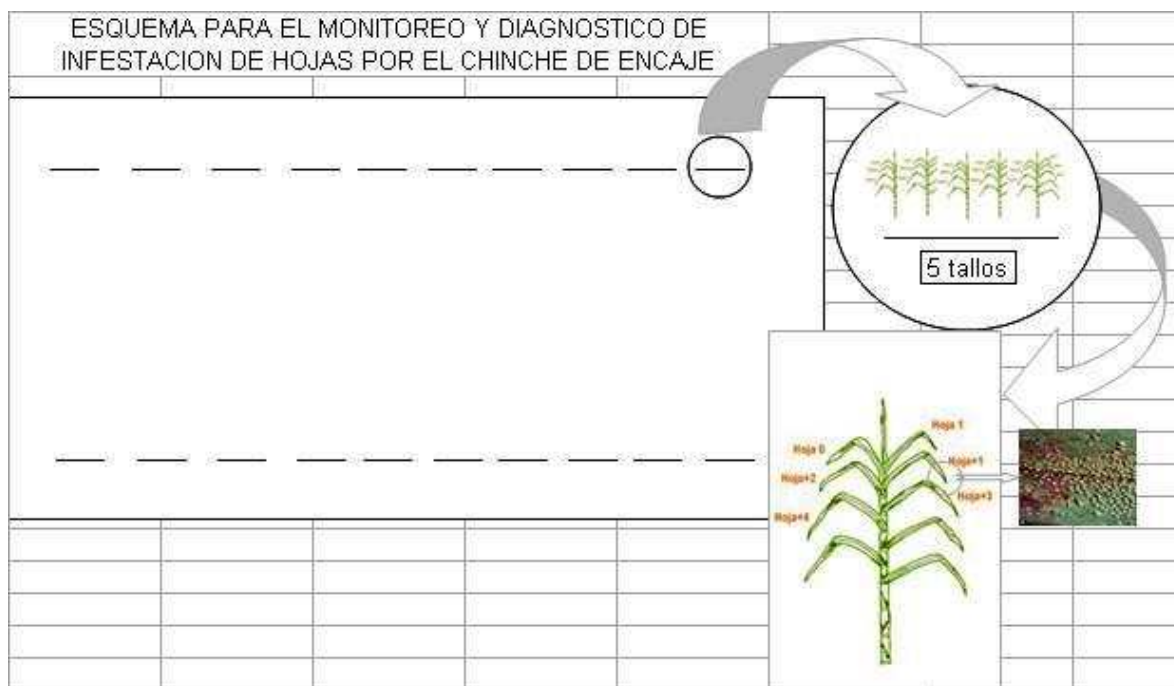 ESQUEMA PARA EL MONITOREO Y DIAGNOSTICO DE
INFESTACION DE HOJAS POR EL CHINCHE DE ENCAJE
5 tallos
Hoja 1
Hoja 0
Hoja+1
Hoja+2
Hoja+3
Hoja+4